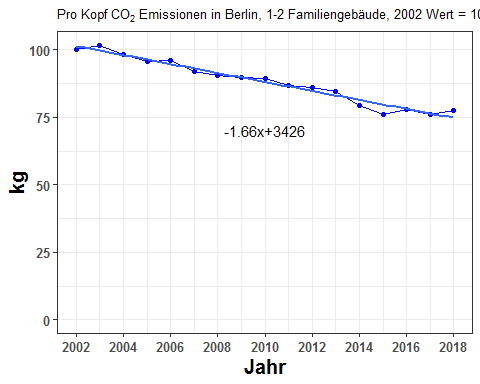 Pro Kopf CO₂ Emissionen in Berlin, 1-2 Familiengebäude, 2002 Wert = 10
100
75
50
25
0
kg
-1.66x+3426
2002 2004 2006 2008 2010 2012 2014 2016 2018
Jahr